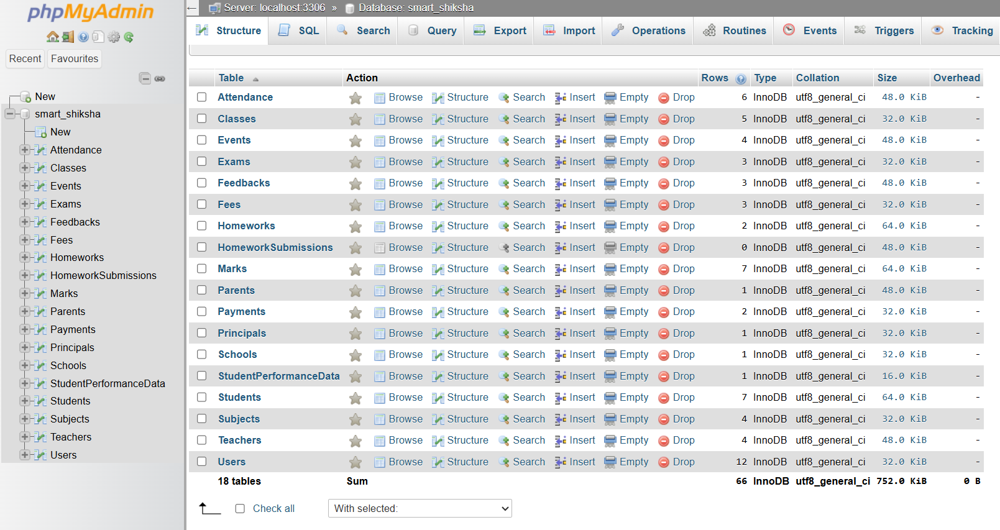 phpMyAdmin
Recent Favourites
New
smart_shiksha
New
Attendance
Classes
Events
Exams
Feedbacks
Fees
Homeworks
HomeworkSubmissions
Marks
Parents
Payments
Principals
Schools
StudentPerformanceData
Students
Subjects
Teachers
Users
Server: localhost:3306 » Database: smart_shiksha
Structure SQL Search Query Export Import Operations Routines Events Triggers Tracking
Table Action Rows Type Collation Size Overhead
Attendance Browse Structure Search Insert Empty Drop 6 InnoDB utf8_general_ci 48.0 KiB -
Classes Browse Structure Search Insert Empty Drop 5 InnoDB utf8_general_ci 32.0 KiB -
Events Browse Structure Search Insert Empty Drop 4 InnoDB utf8_general_ci 48.0 KiB -
Exams Browse Structure Search Insert Empty Drop 3 InnoDB utf8_general_ci 32.0 KiB -
Feedbacks Browse Structure Search Insert Empty Drop 3 InnoDB utf8_general_ci 48.0 KiB -
Fees Browse Structure Search Insert Empty Drop 3 InnoDB utf8_general_ci 32.0 KiB -
Homeworks Browse Structure Search Insert Empty Drop 2 InnoDB utf8_general_ci 64.0 KiB -
HomeworkSubmissions Browse Structure Search Insert Empty Drop 0 InnoDB utf8_general_ci 48.0 KiB -
Marks Browse Structure Search Insert Empty Drop 7 InnoDB utf8_general_ci 64.0 KiB -
Parents Browse Structure Search Insert Empty Drop 1 InnoDB utf8_general_ci 48.0 KiB -
Payments Browse Structure Search Insert Empty Drop 2 InnoDB utf8_general_ci 32.0 KiB -
Principals Browse Structure Search Insert Empty Drop 1 InnoDB utf8_general_ci 32.0 KiB -
Schools Browse Structure Search Insert Empty Drop 1 InnoDB utf8_general_ci 32.0 KiB -
StudentPerformanceData Browse Structure Search Insert Empty Drop 1 InnoDB utf8_general_ci 16.0 KiB -
Students Browse Structure Search Insert Empty Drop 7 InnoDB utf8_general_ci 64.0 KiB -
Subjects Browse Structure Search Insert Empty Drop 4 InnoDB utf8_general_ci 32.0 KiB -
Teachers Browse Structure Search Insert Empty Drop 4 InnoDB utf8_general_ci 48.0 KiB -
Users Browse Structure Search Insert Empty Drop 12 InnoDB utf8_general_ci 32.0 KiB -
18 tables Sum 66 InnoDB utf8_general_ci 752.0 KiB 0 B
Check all With selected: